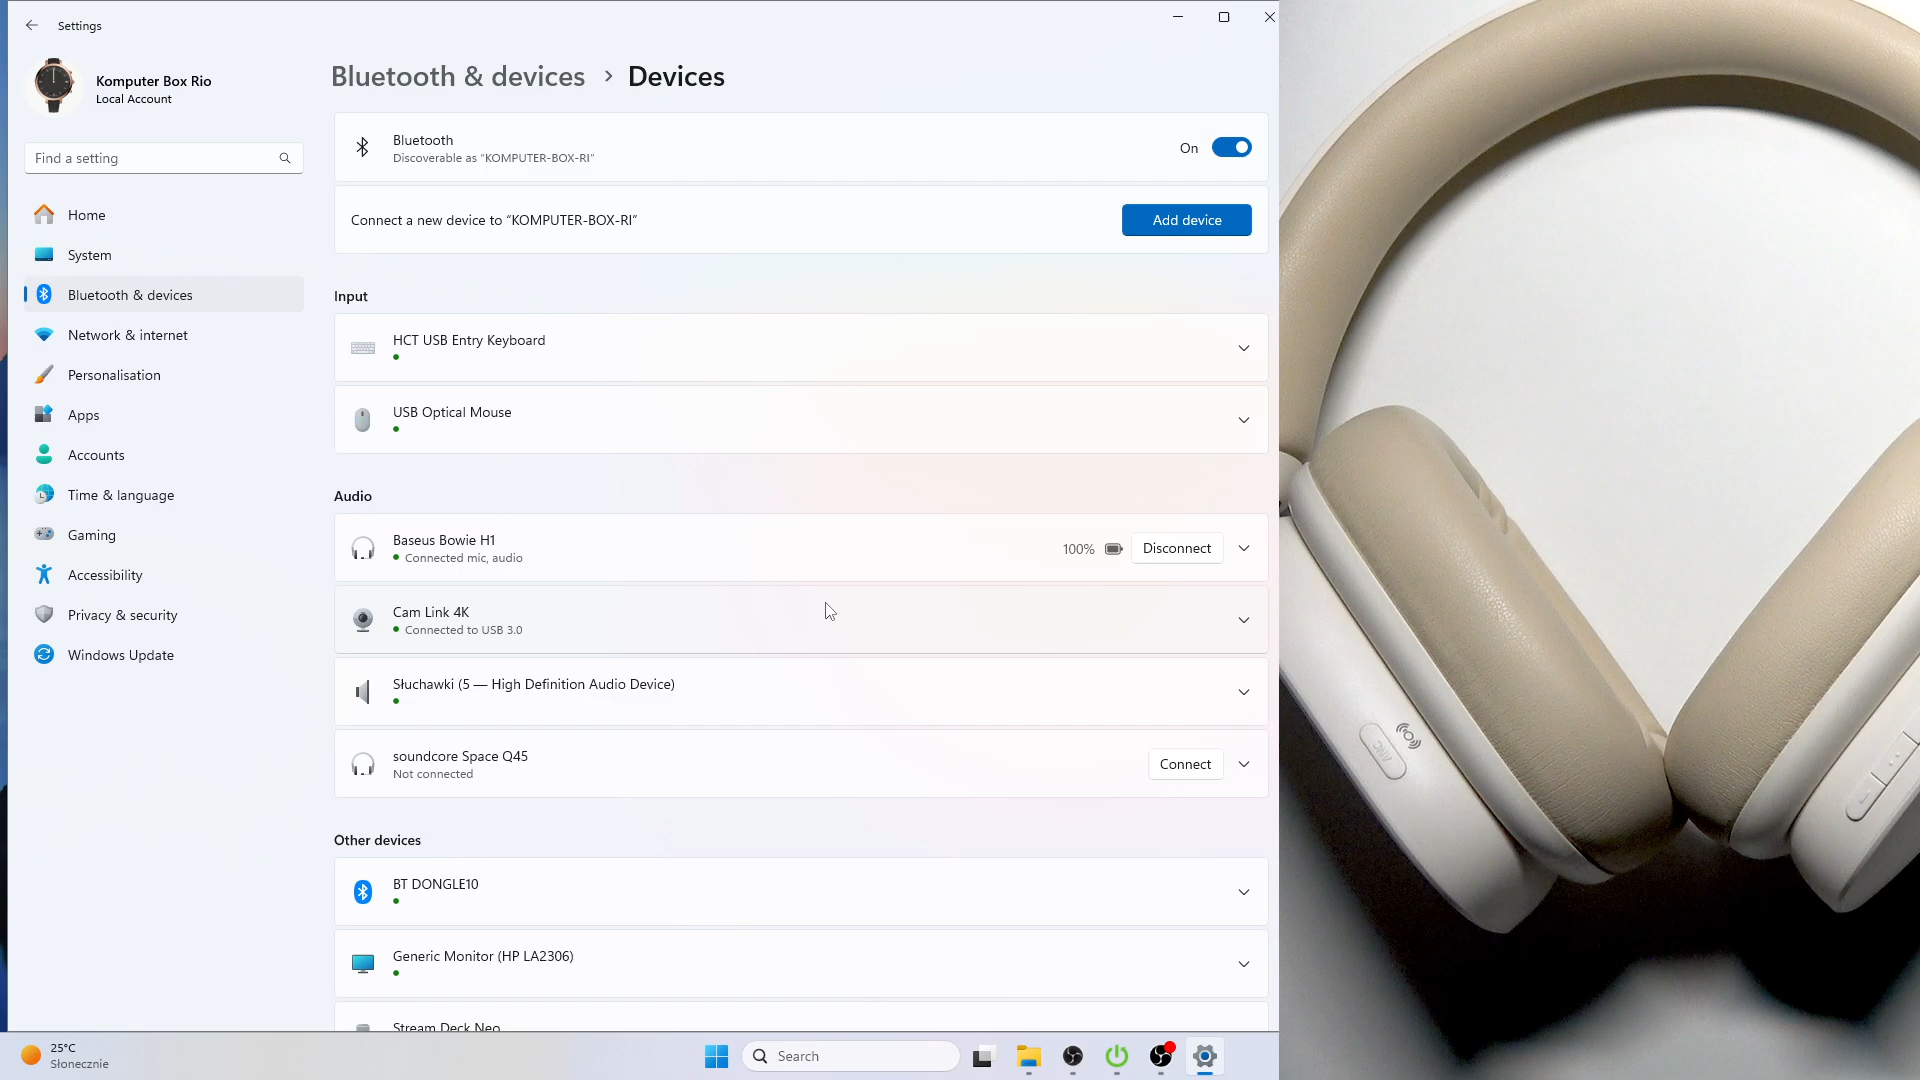 Settings
Komputer Box Rio
Local Account
Find a setting
Home
System
Bluetooth & devices
Network & internet
Personalisation
Apps
Accounts
Time & language
Gaming
Accessibility
Privacy & security
Windows Update
Bluetooth & devices > Devices
Bluetooth
Discoverable as “KOMPUTER-BOX-RI”
On
Connect a new device to “KOMPUTER-BOX-RI”
Add device
Input
HCT USB Entry Keyboard
USB Optical Mouse
Audio
Baseus Bowie H1
Connected mic, audio
100%
Disconnect
Cam Link 4K
Connected to USB 3.0
Słuchawki (5 — High Definition Audio Device)
soundcore Space Q45
Not connected
Connect
Other devices
BT DONGLE10
Generic Monitor (HP LA2306)
Stream Deck Neo
25°C
Słonecznie
Search
ANC